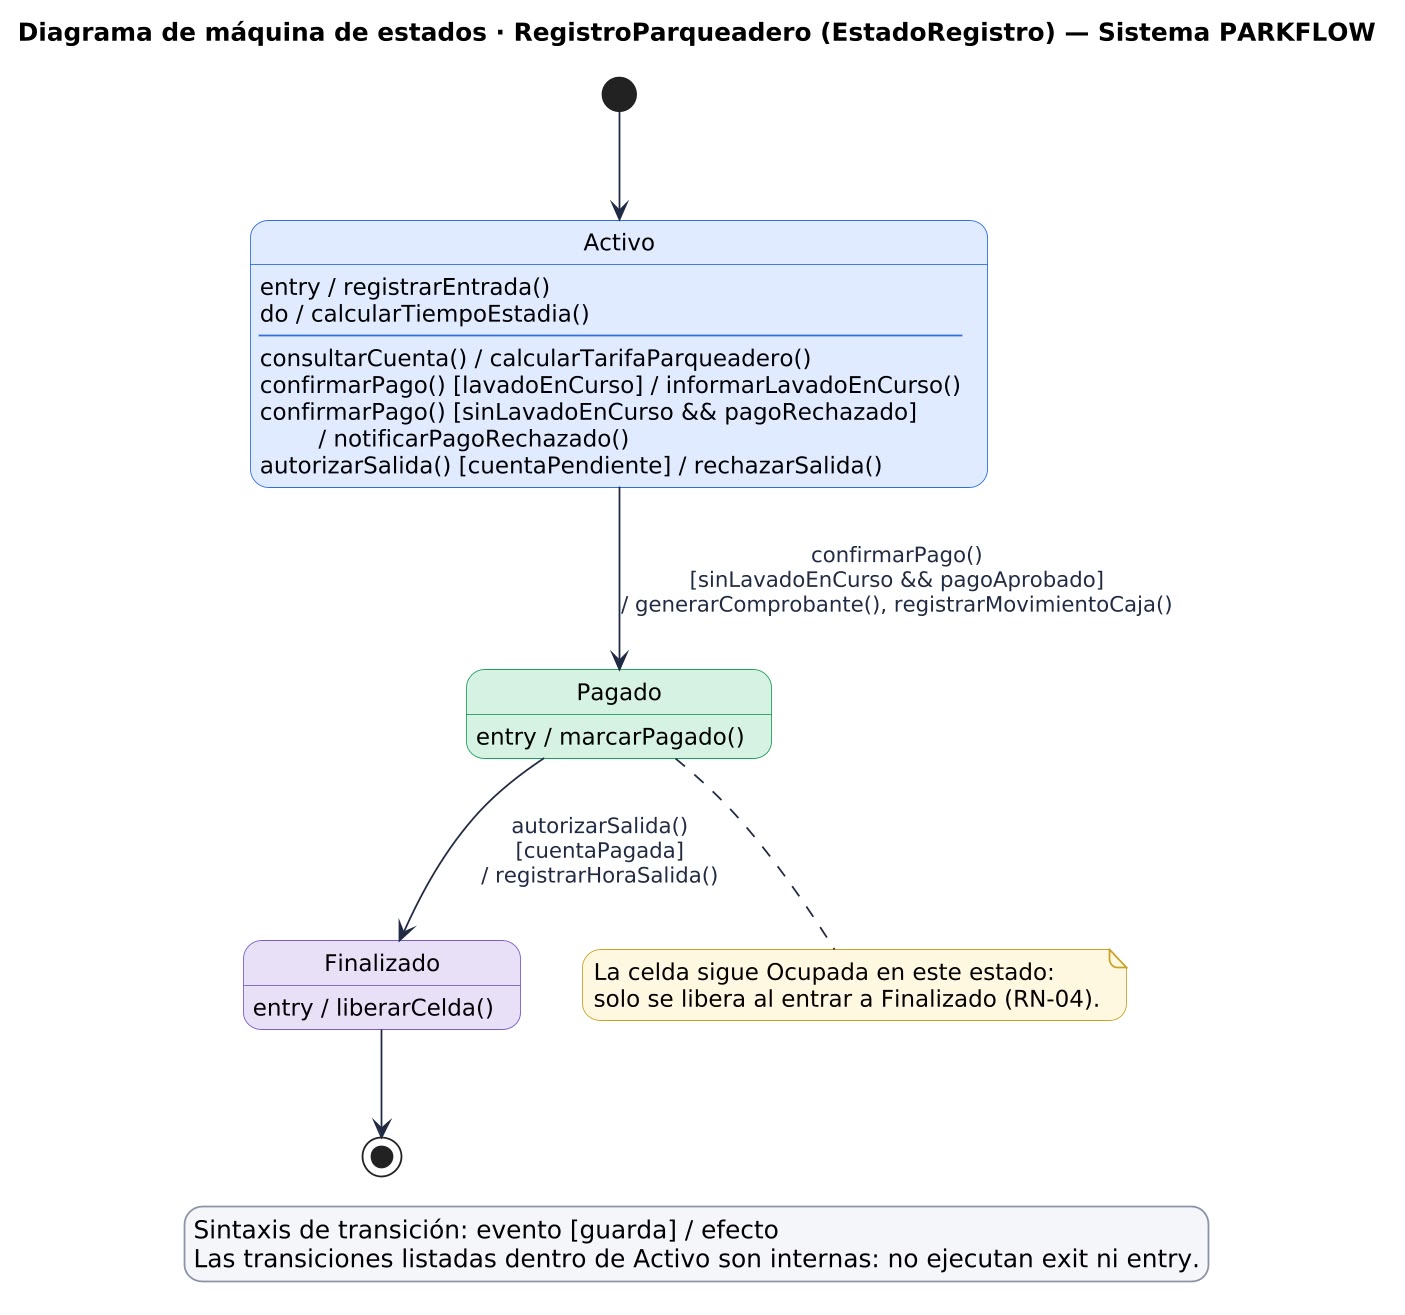 Diagrama de máquina de estados · RegistroParqueadero (EstadoRegistro) — Sistema PARKFLOW
Activo
entry / registrarEntrada()
do / calcularTiempoEstadia()
consultarCuenta() / calcularTarifaParqueadero()
confirmarPago() [lavadoEnCurso] / informarLavadoEnCurso()
confirmarPago() [sinLavadoEnCurso && pagoRechazado]
/ notificarPagoRechazado()
autorizarSalida() [cuentaPendiente] / rechazarSalida()
confirmarPago()
[sinLavadoEnCurso && pagoAprobado]
/ generarComprobante(), registrarMovimientoCaja()
Pagado
entry / marcarPagado()
autorizarSalida()
[cuentaPagada]
/ registrarHoraSalida()
Finalizado
entry / liberarCelda()
La celda sigue Ocupada en este estado:
solo se libera al entrar a Finalizado (RN-04).
Sintaxis de transición: evento [guarda] / efecto
Las transiciones listadas dentro de Activo son internas: no ejecutan exit ni entry.